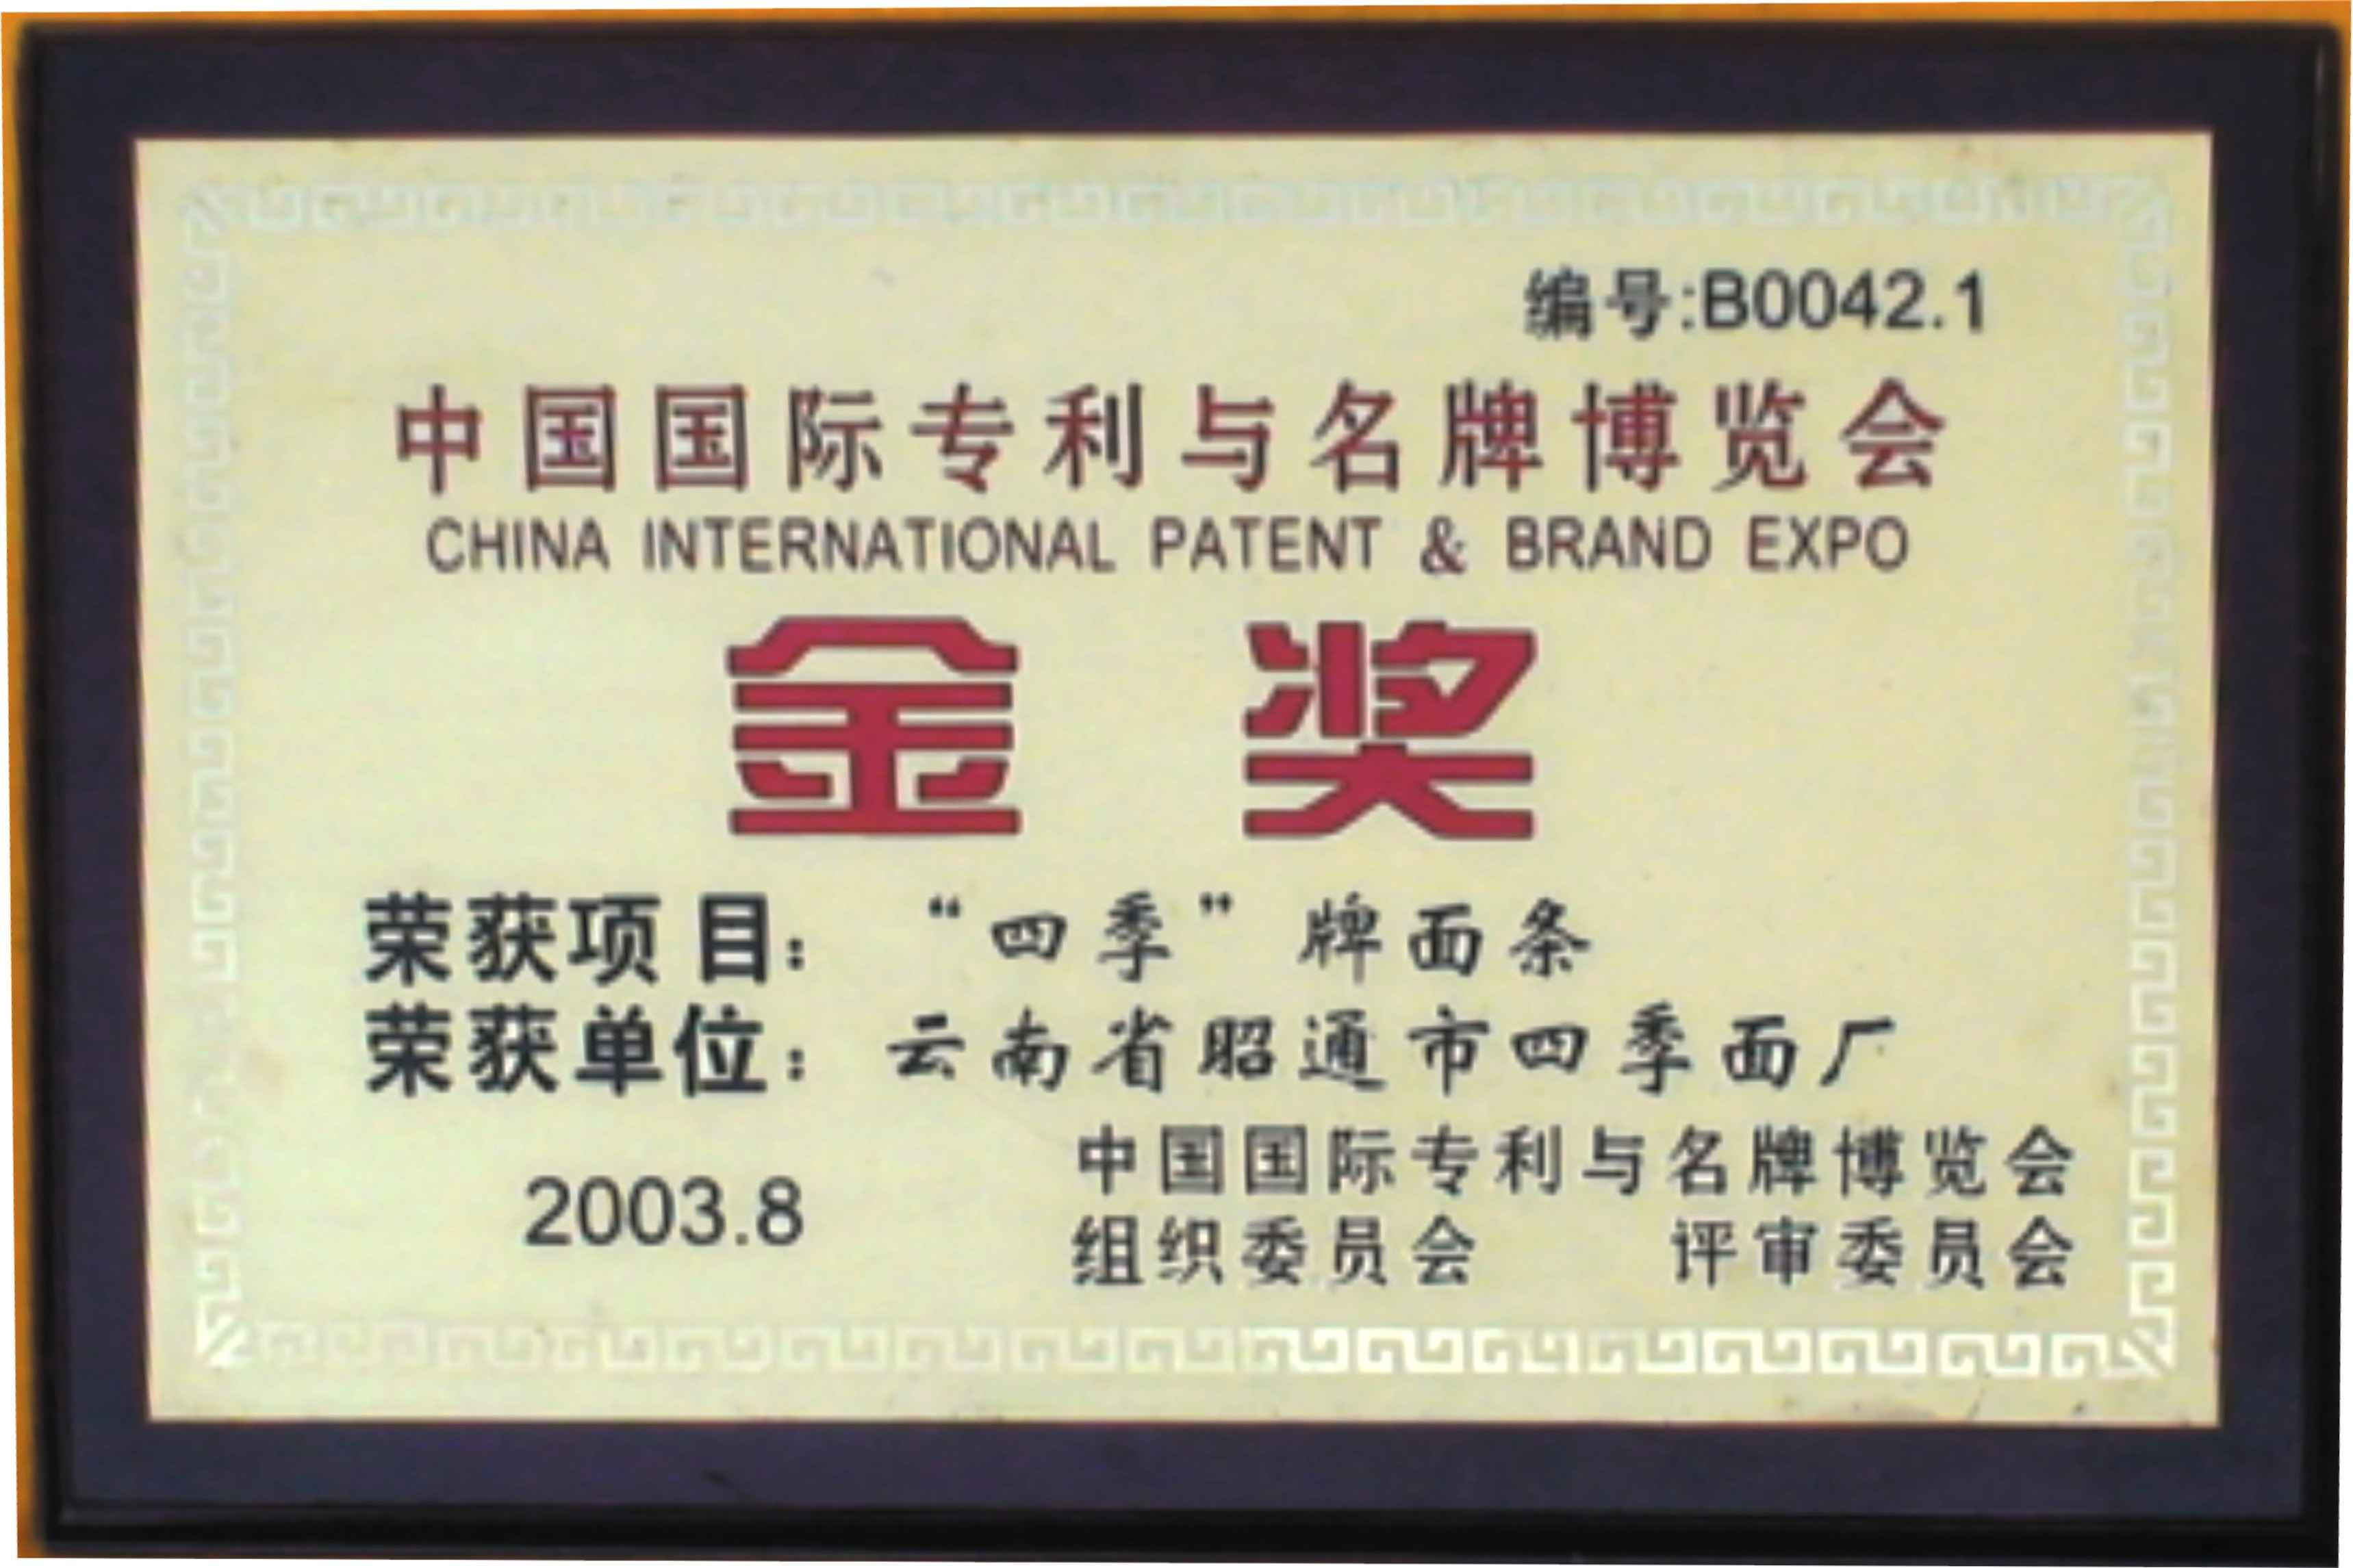 编号:B0042.1
中国国际专利与名牌博览会
CHINA INTERNATIONAL PATENT & BRAND EXPO
金奖
荣获项目：“四季”牌面条
荣获单位：云南省昭通市四季面厂
2003.8
中国国际专利与名牌博览会
组织委员会 评审委员会